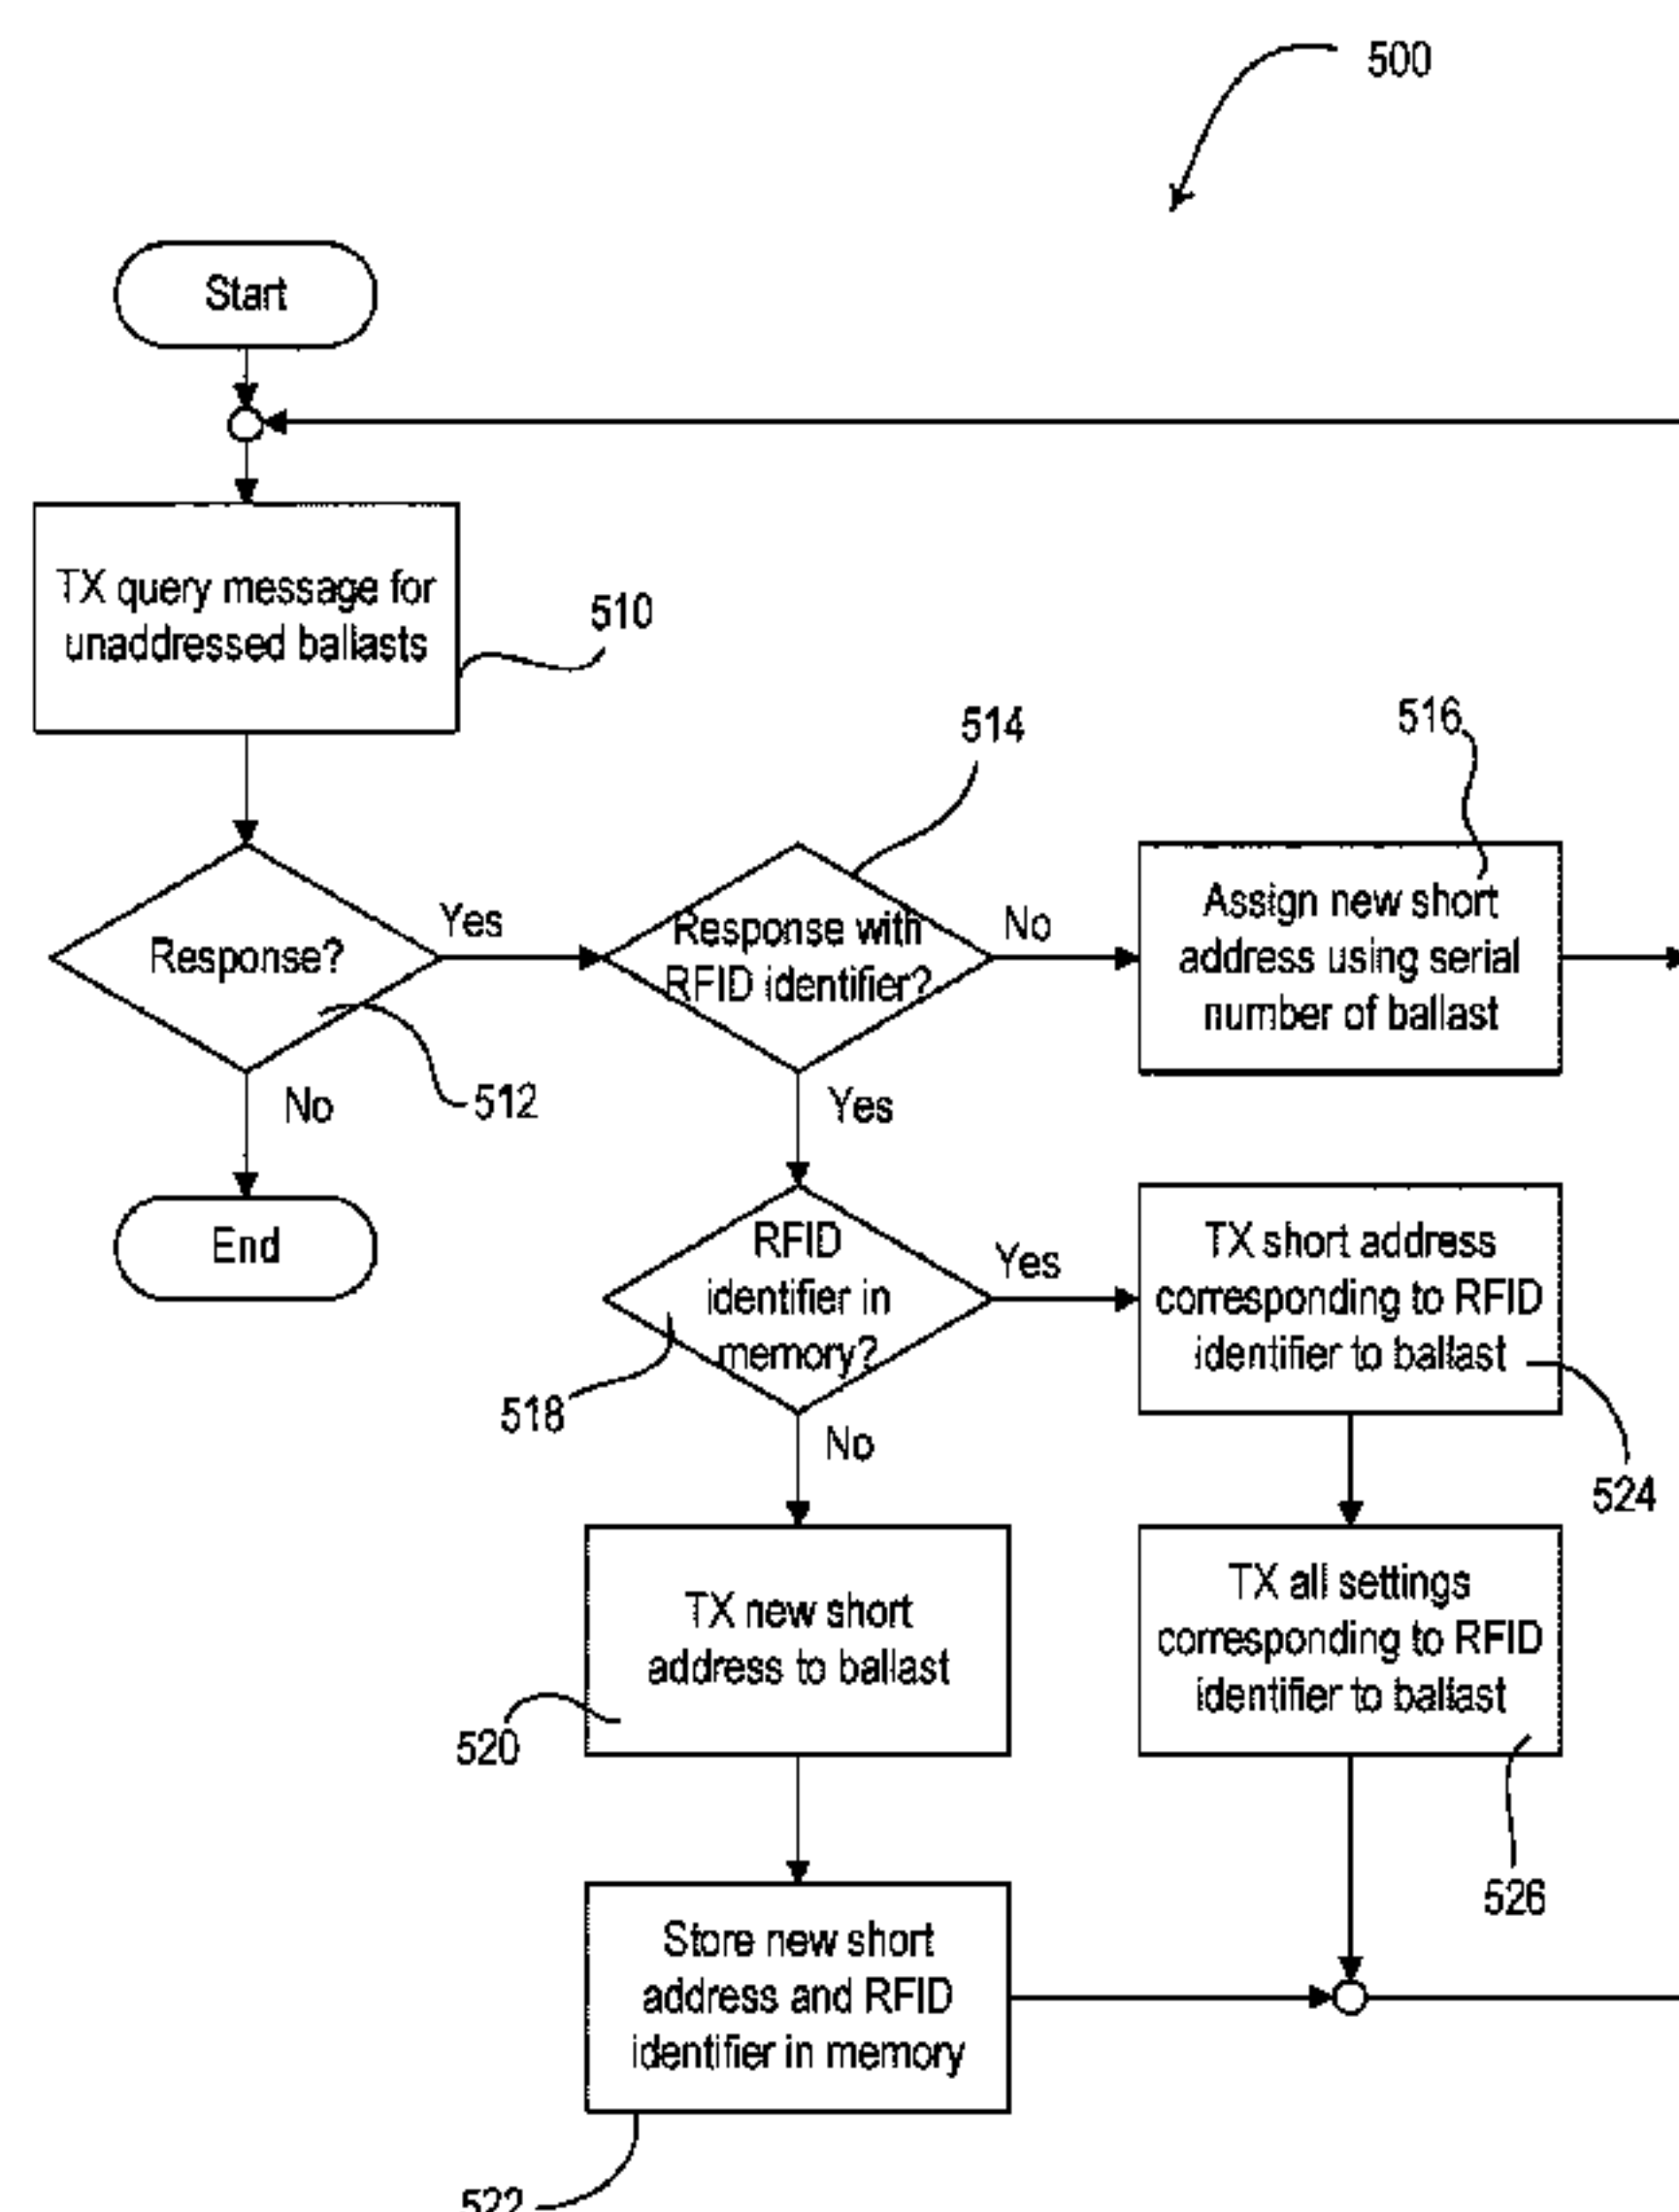 500
Start
TX query message for
unaddressed ballasts
510
514
516
Response?
Yes
Response with
RFID identifier?
No
Assign new short
address using serial
number of ballast
No
512
Yes
End
RFID
identifier in
memory?
Yes
TX short address
corresponding to RFID
identifier to ballast
518
No
524
TX new short
address to ballast
TX all settings
corresponding to RFID
identifier to ballast
520
526
Store new short
address and RFID
identifier in memory
522